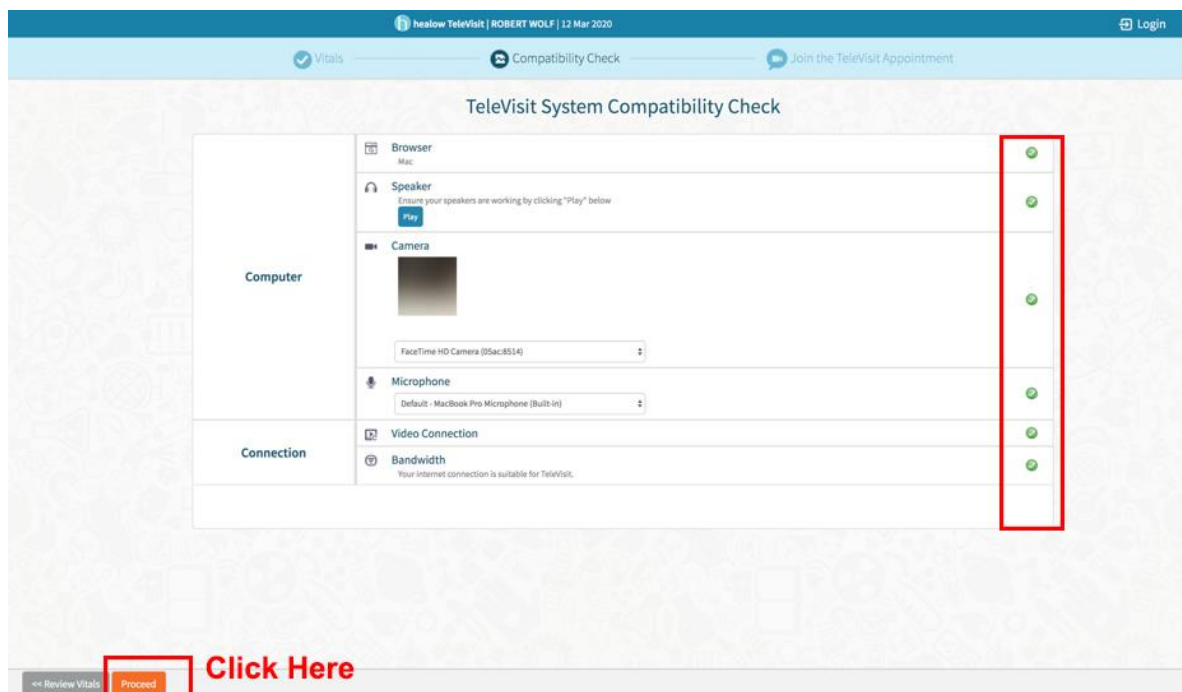 healow TeleVisit | ROBERT WOLF | 12 Mar 2020
Login
Vitals
Compatibility Check
Join the TeleVisit Appointment
TeleVisit System Compatibility Check
Computer
Browser
Mac
Speaker
Ensure your speakers are working by clicking "Play" below
Play
Camera
FaceTime HD Camera (05ac:8514)
Microphone
Default - MacBook Pro Microphone (Built-in)
Connection
Video Connection
Bandwidth
Your internet connection is suitable for TeleVisit.
<< Review Vitals
Proceed
Click Here